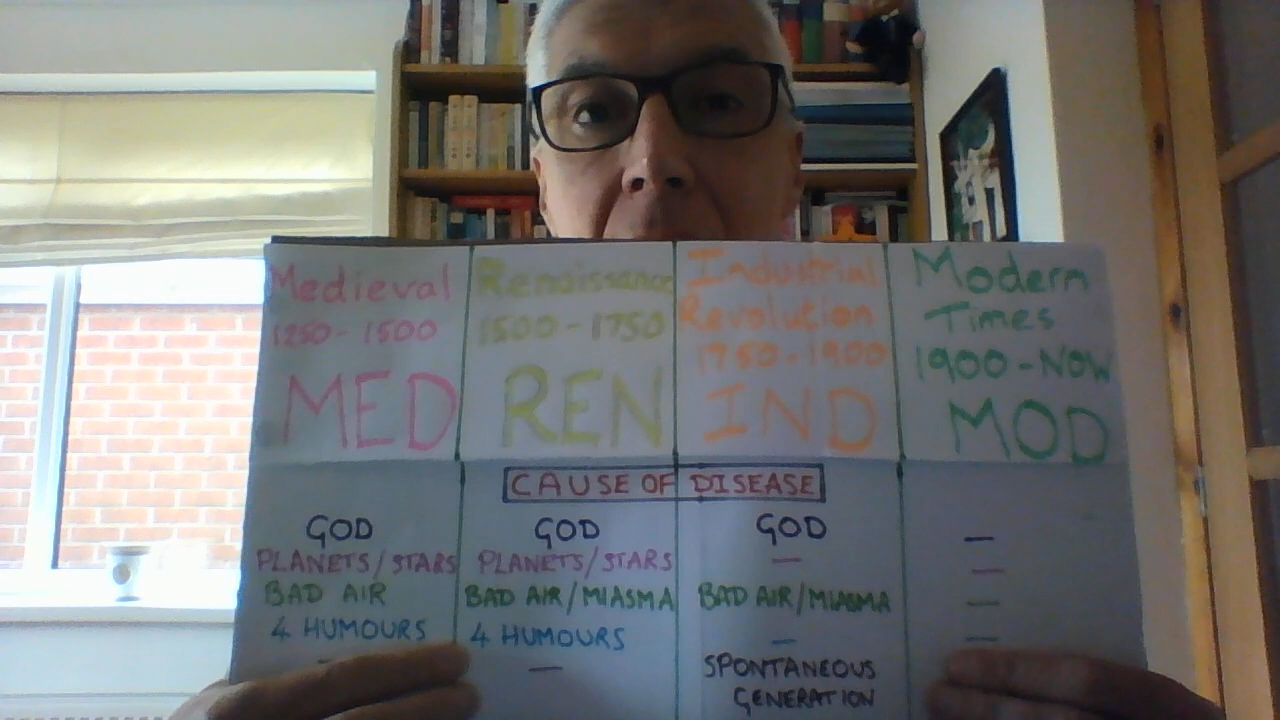 Medieval
1250-1500
MED
Renaissance
1500-1750
REN
Industrial
Revolution
1750-1900
IND
Modern
Times
1900-NOW
MOD
CAUSE OF DISEASE
GOD
PLANETS/STARS
BAD AIR
4 HUMOURS
GOD
PLANETS/STARS
BAD AIR/MIASMA
4 HUMOURS
—
GOD
—
BAD AIR/MIASMA
—
SPONTANEOUS
GENERATION
—
—
—
—